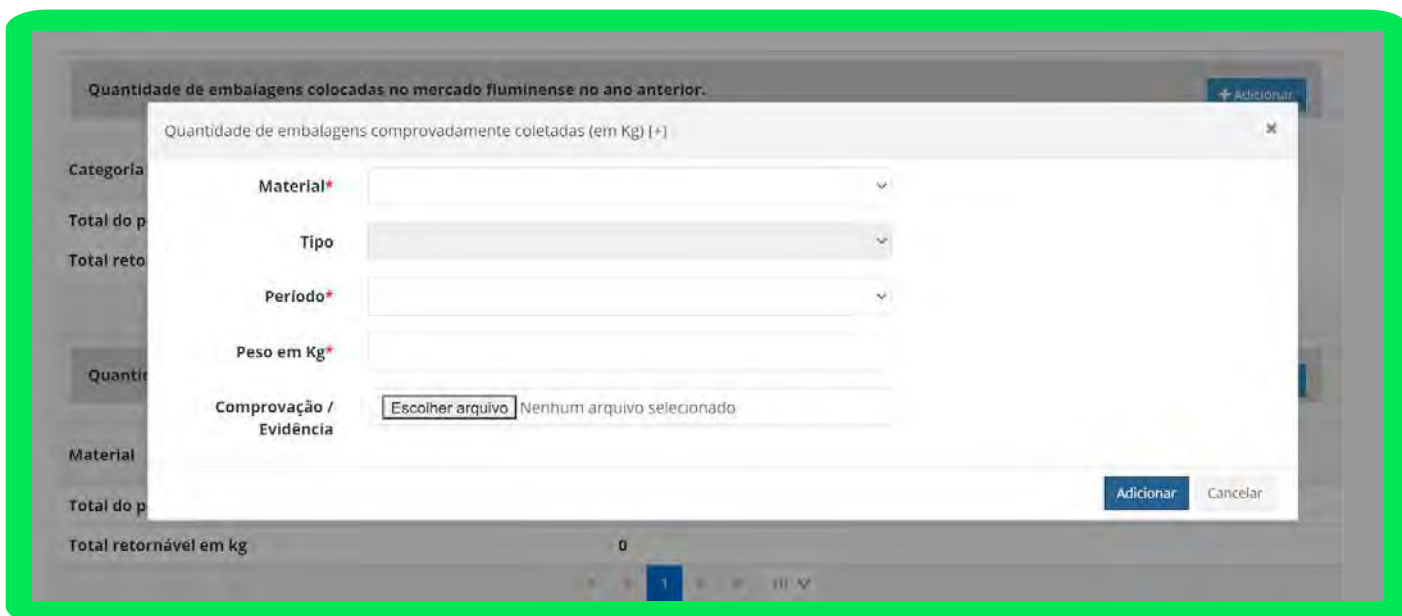 Quantidade de embalagens colocadas no mercado fluminense no ano anterior.
+ Adicionar
Quantidade de embalagens comprovadamente coletadas (em Kg) [+]
×
Categoria
Material*
Total do p
Tipo
Total reto
Período*
Peso em Kg*
Quanti
Comprovação /
Evidência
Escolher arquivo Nenhum arquivo selecionado
Material
Adicionar Cancelar
Total do p
Total retornável em kg 0
1 10